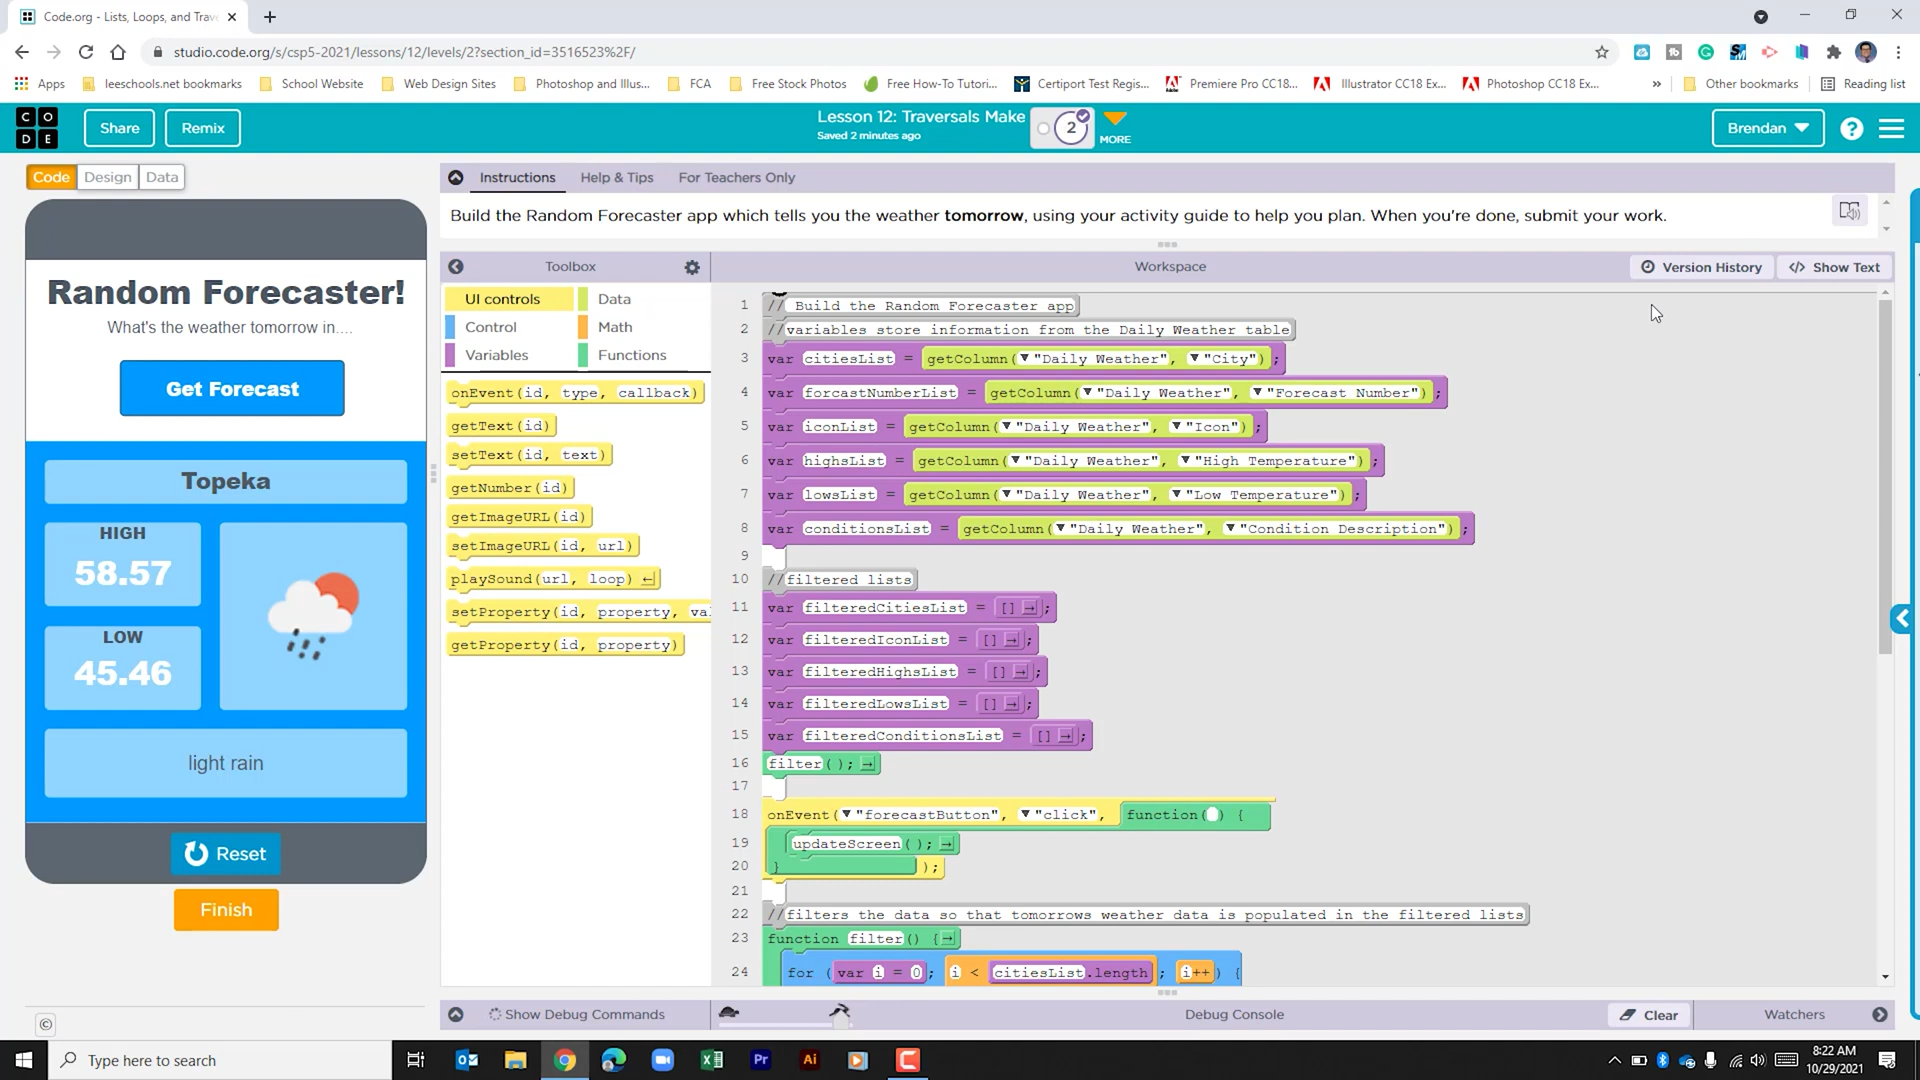 Code.org - Lists, Loops, and Trav
studio.code.org/s/csp5-2021/lessons/12/levels/2?section_id=3516523%2F/
Apps leeschools.net bookmarks School Website Web Design Sites Photoshop and Illus... FCA Free Stock Photos Free How-To Tutori... Certiport Test Regis... Premiere Pro CC18... Illustrator CC18 Ex... Photoshop CC18 Exa... » Other bookmarks Reading list
CODE Share Remix Lesson 12: Traversals Make 2 MORE Brendan ?
Saved 2 minutes ago
Code Design Data
Instructions Help & Tips For Teachers Only
Build the Random Forecaster app which tells you the weather tomorrow, using your activity guide to help you plan. When you're done, submit your work.
Toolbox Workspace Version History Show Text
Random Forecaster!
What's the weather tomorrow in....
Get Forecast
Topeka
HIGH
58.57
LOW
45.46
light rain
Reset
Finish
UI controls Data
Control Math
Variables Functions
onEvent(id, type, callback)
getText(id)
setText(id, text)
getNumber(id)
getImageURL(id)
setImageURL(id, url)
playSound(url, loop)
setProperty(id, property, val
getProperty(id, property)
1 // Build the Random Forecaster app
2 //variables store information from the Daily Weather table
3 var citiesList = getColumn("Daily Weather", "City");
4 var forcastNumberList = getColumn("Daily Weather", "Forecast Number");
5 var iconList = getColumn("Daily Weather", "Icon");
6 var highsList = getColumn("Daily Weather", "High Temperature");
7 var lowsList = getColumn("Daily Weather", "Low Temperature");
8 var conditionsList = getColumn("Daily Weather", "Condition Description");
9
10 //filtered lists
11 var filteredCitiesList = [];
12 var filteredIconList = [];
13 var filteredHighsList = [];
14 var filteredLowsList = [];
15 var filteredConditionsList = [];
16 filter();
17
18 onEvent("forecastButton", "click", function() {
19 updateScreen();
20 });
21
22 //filters the data so that tomorrows weather data is populated in the filtered lists
23 function filter() {
24 for (var i = 0; i < citiesList.length; i++) {
Show Debug Commands Debug Console Clear Watchers
©
Type here to search
8:22 AM
10/29/2021